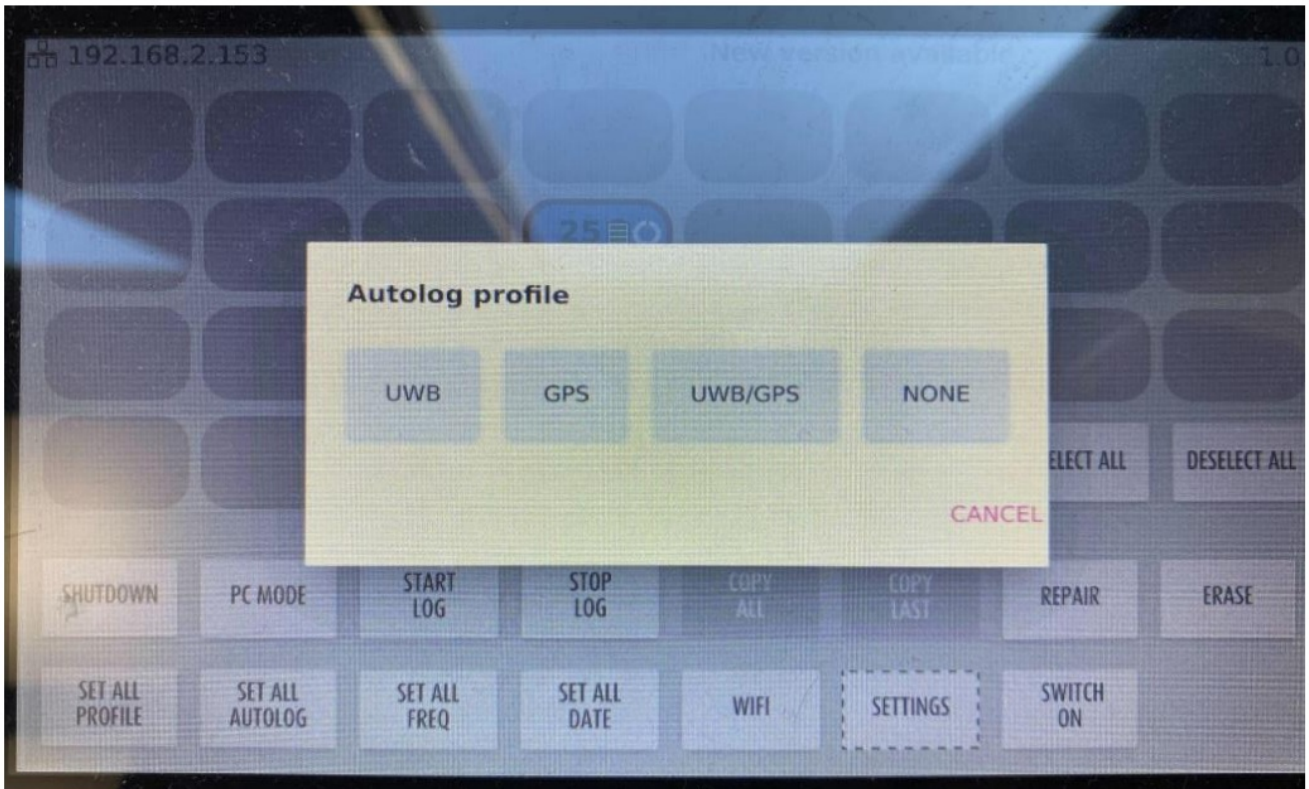 192.168.2.153
New version available
1.0
25
Autolog profile
UWB
GPS
UWB/GPS
NONE
CANCEL
ELECT ALL
DESELECT ALL
SHUTDOWN
PC MODE
START
LOG
STOP
LOG
COPY
ALL
COPY
LAST
REPAIR
ERASE
SET ALL
PROFILE
SET ALL
AUTOLOG
SET ALL
FREQ
SET ALL
DATE
WIFI
SETTINGS
SWITCH
ON